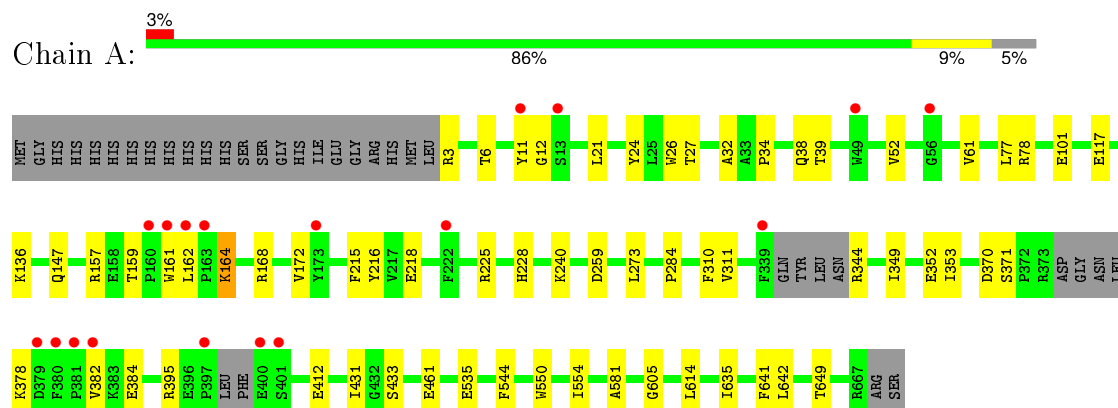 3%
Chain A:
86%
9%
5%
MET GLY HIS HIS HIS HIS HIS HIS HIS HIS HIS HIS SER SER GLY HIS ILE GLU GLY ARG HIS MET LEU R3 T6 Y11 G12 S13 L21 Y24 L25 W26 T27 A32 A33 P34 Q38 T39 W49 V52 G56 V61 L77 R78 E101 E117
K136 Q147 R157 E158 T159 P160 W161 L162 P163 K164 R168 V172 Y173 F215 Y216 V217 E218 F222 R225 H228 K240 D259 L273 P284 F310 V311 F339 GLN TYR LEU ASN R344 I349 E352 I353 D370 S371 P372 R373 ASP GLY ASN LEU
K378 D379 F380 P381 V382 K383 E384 R395 E396 P397 LEU PHE E400 S401 E412 I431 G432 S433 E461 E535 F544 W550 I554 A581 G605 L614 I635 F641 L642 T649 R667 ARG SER